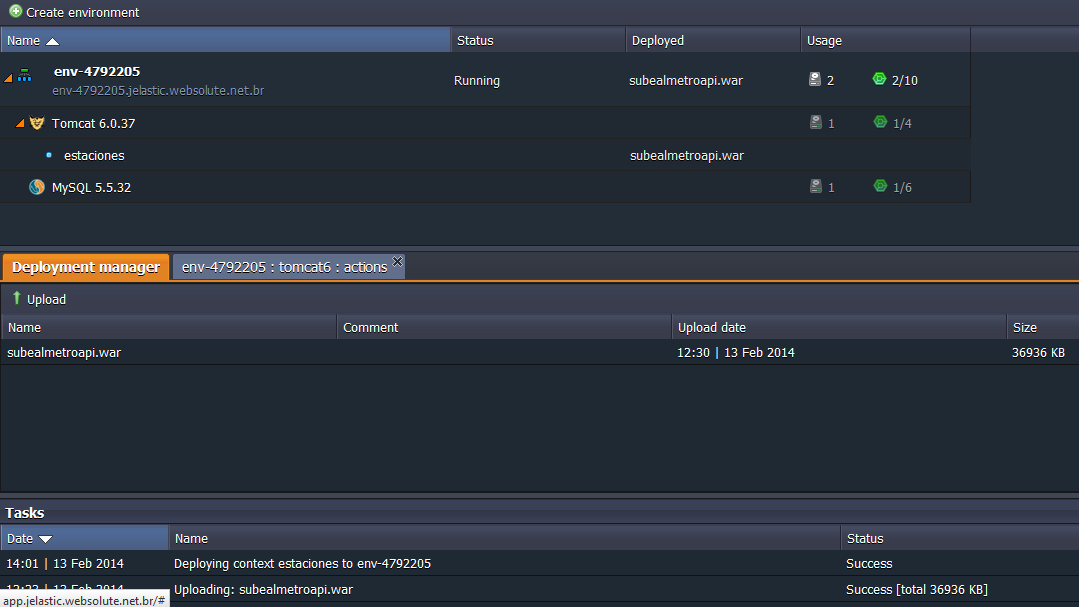 Create environment
Name Status Deployed Usage
env-4792205
env-4792205.jelastic.websolute.net.br Running subealmetroapi.war 2 2/10
Tomcat 6.0.37 1 1/4
estaciones subealmetroapi.war
MySQL 5.5.32 1 1/6
Deployment manager env-4792205 : tomcat6 : actions
Upload
Name Comment Upload date Size
subealmetroapi.war 12:30 | 13 Feb 2014 36936 KB
Tasks
Date Name Status
14:01 | 13 Feb 2014 Deploying context estaciones to env-4792205 Success
13 Feb 2014 Uploading: subealmetroapi.war Success [total 36936 KB]
app.jelastic.websolute.net.br/#